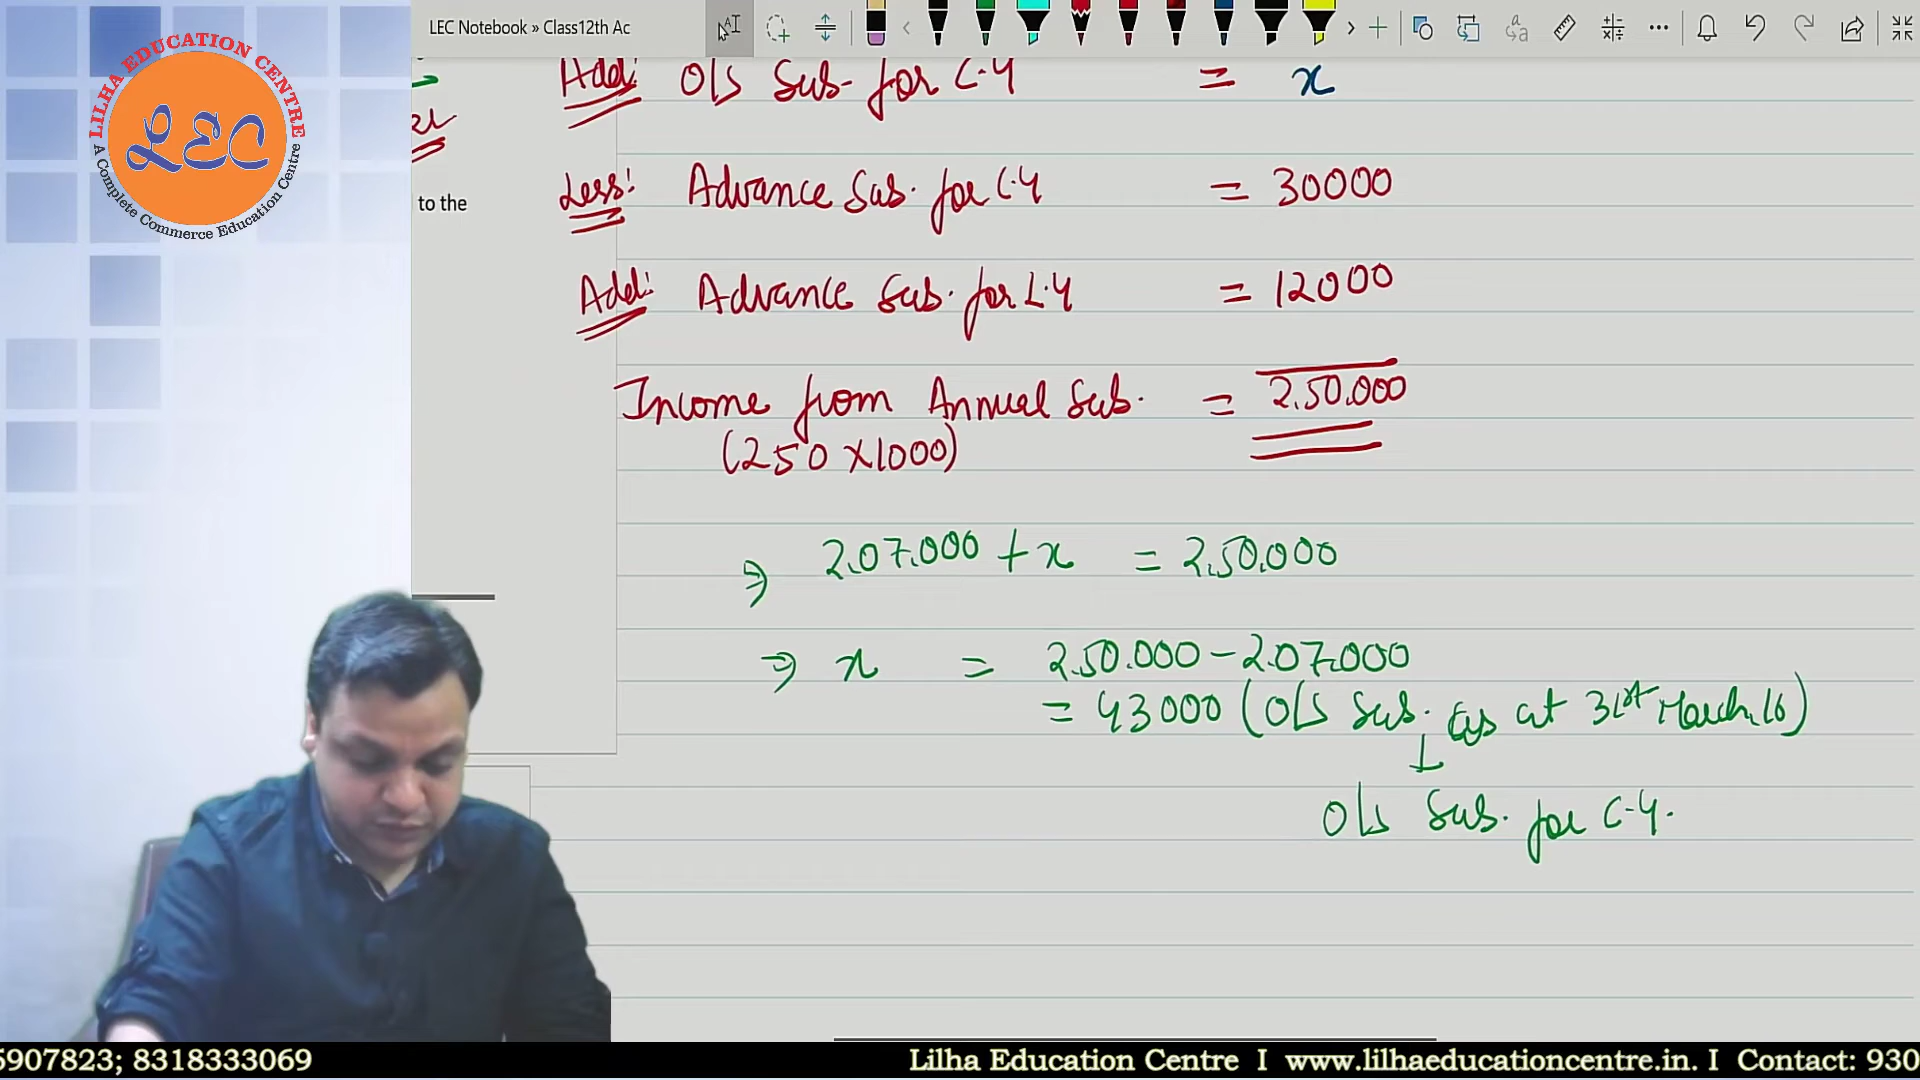 LEC Notebook » Class12th Ac
LILHA EDUCATION CENTRE
LEC
A Complete Commerce Education Centre
to the
Add: O/s Sub. for C.Y = x
Less: Advance Sub. for C.Y = 30000
Add: Advance Sub. for L.Y = 12000
Income from Annual Sub. = 2,50,000
(250 X 1000)
⇒ 2,07,000 + x = 2,50,000
⇒ x = 2,50,000 - 2,07,000
= 43000 (O/s Sub. as at 31st March, 16)
↓
O/s Sub. for C.Y.
5907823; 8318333069
Lilha Education Centre I www.lilhaeducationcentre.in. I Contact: 930